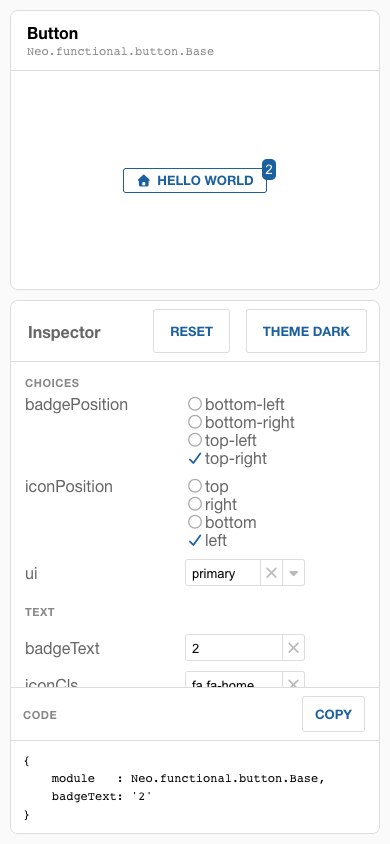 Button
Neo.functional.button.Base
HELLO WORLD 2
Inspector RESET THEME DARK
CHOICES
badgePosition bottom-left
bottom-right
top-left
top-right
iconPosition top
right
bottom
left
ui primary
TEXT
badgeText 2
iconCls fa fa-home
CODE COPY
{
    module   : Neo.functional.button.Base,
    badgeText: '2'
}